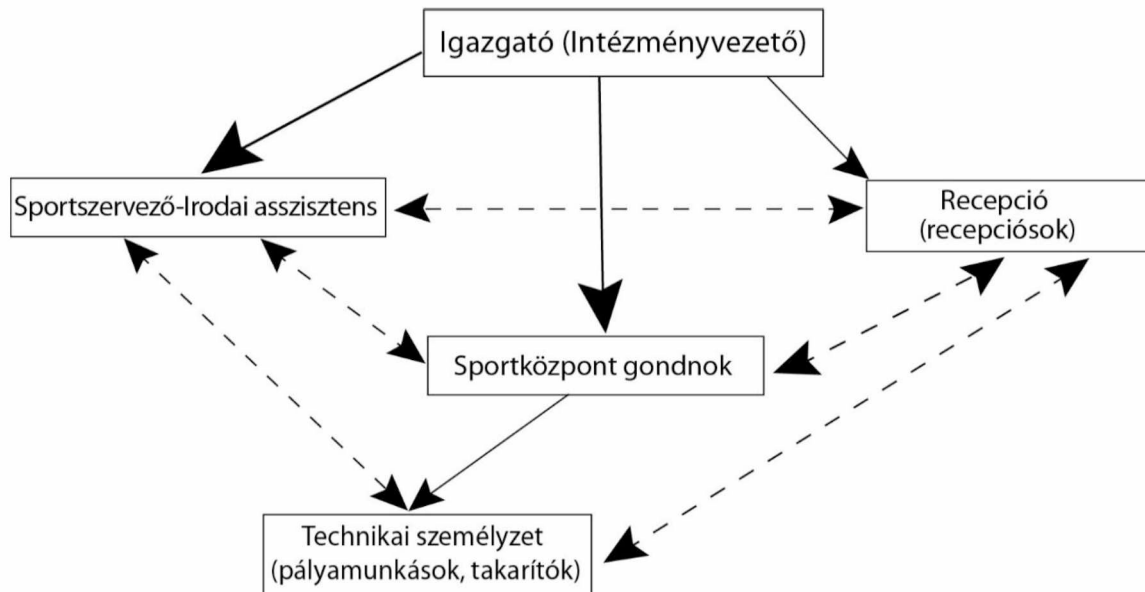 Igazgató (Intézményvezető)
Sportszervező-Irodai asszisztens
Recepció
(recepciósok)
Sportközpont gondnok
Technikai személyzet
(pályamunkások, takarítók)